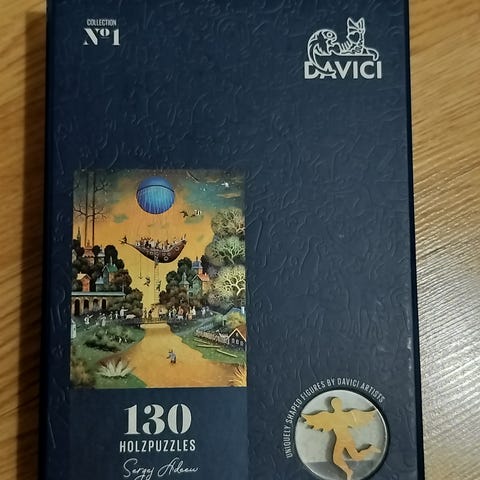 COLLECTION
Nº1
DAVICI
130
HOLZPUZZLES
UNIQUELY SHAPED FIGURES BY DAVICI ARTISTS